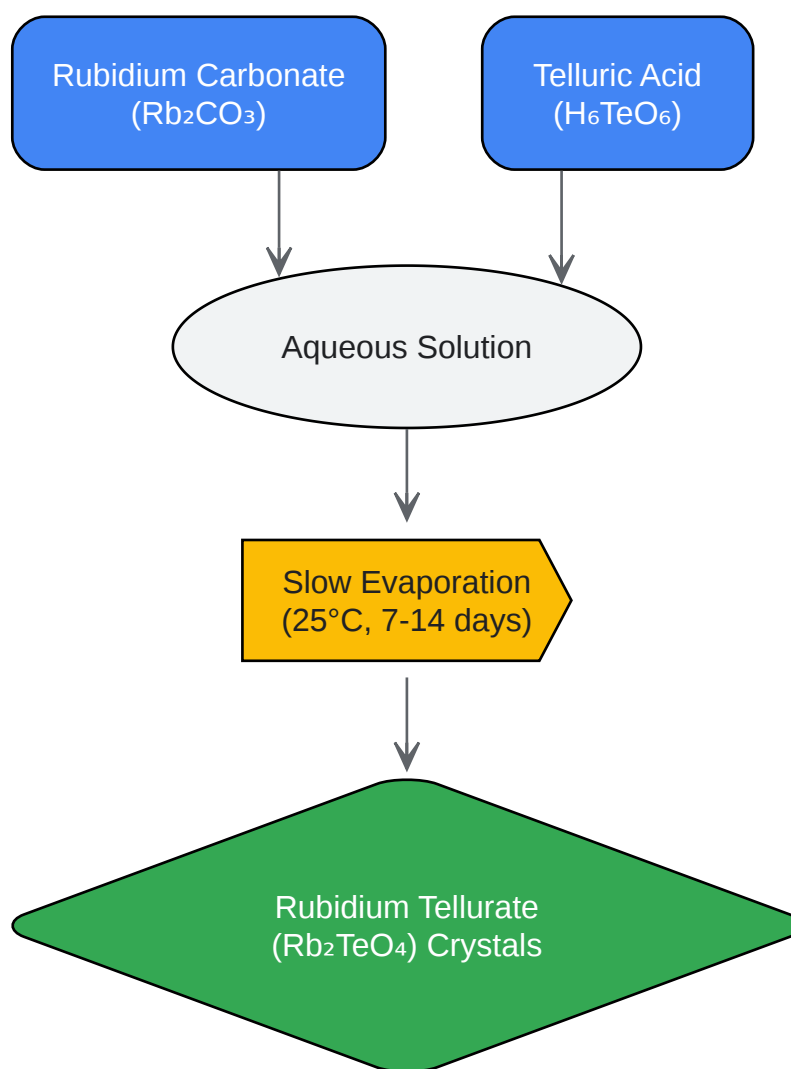 Rubidium Carbonate
(Rb₂CO₃)
Telluric Acid
(H₆TeO₆)
Aqueous Solution
Slow Evaporation
(25°C, 7-14 days)
Rubidium Tellurate
(Rb₂TeO₄) Crystals